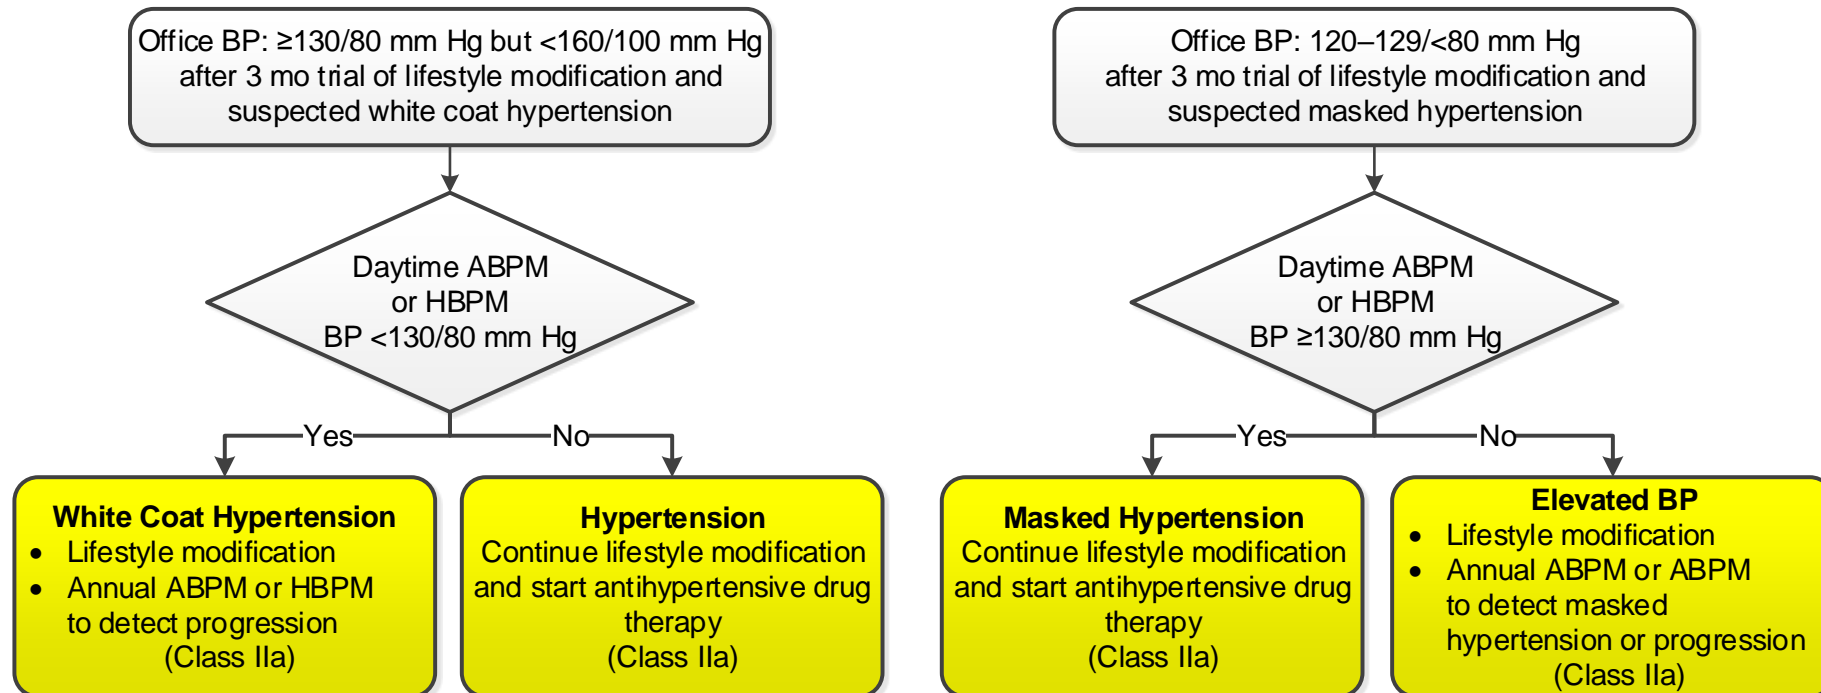 Office BP: ≥130/80 mm Hg but <160/100 mm Hg
after 3 mo trial of lifestyle modification and
suspected white coat hypertension
Daytime ABPM
or HBPM
BP <130/80 mm Hg
Yes
No
White Coat Hypertension
• Lifestyle modification
• Annual ABPM or HBPM
to detect progression
(Class IIa)
Hypertension
Continue lifestyle modification
and start antihypertensive drug
therapy
(Class IIa)
Office BP: 120–129/<80 mm Hg
after 3 mo trial of lifestyle modification and
suspected masked hypertension
Daytime ABPM
or HBPM
BP ≥130/80 mm Hg
Yes
No
Masked Hypertension
Continue lifestyle modification
and start antihypertensive drug
therapy
(Class IIa)
Elevated BP
• Lifestyle modification
• Annual ABPM or ABPM
to detect masked
hypertension or progression
(Class IIa)